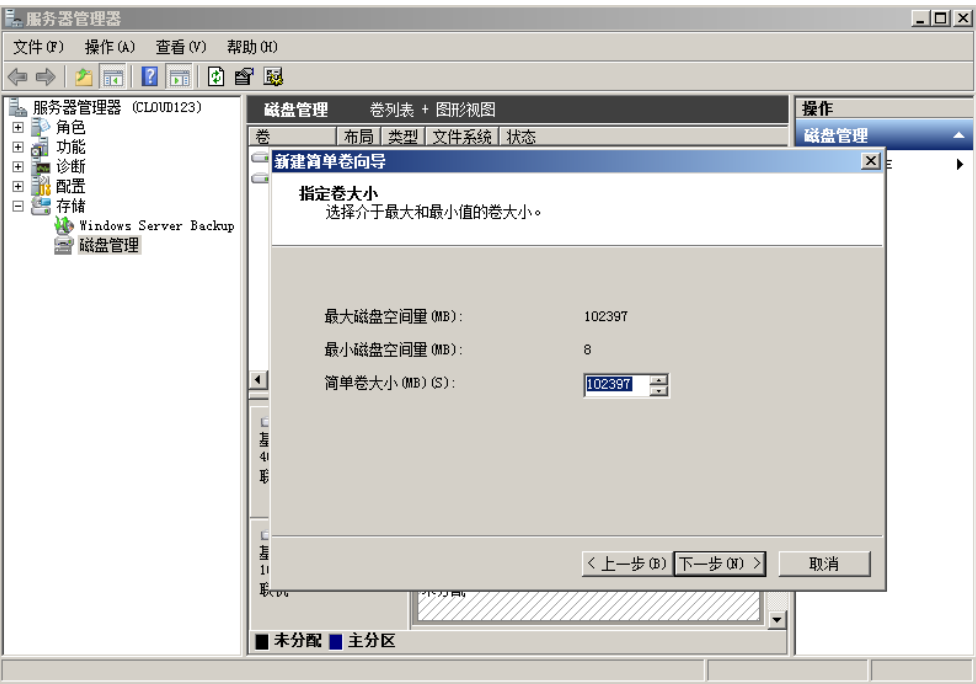 服务器管理器
文件(F) 操作(A) 查看(V) 帮助(H)
服务器管理器 (CLOUD123)
角色
功能
诊断
配置
存储
Windows Server Backup
磁盘管理
磁盘管理 卷列表 + 图形视图
卷 布局 类型 文件系统 状态
新建简单卷向导
指定卷大小
选择介于最大和最小值的卷大小。
最大磁盘空间量(MB): 102397
最小磁盘空间量(MB): 8
简单卷大小(MB)(S): 102397
< 上一步(B) 下一步(N) > 取消
未分配 主分区
操作
磁盘管理